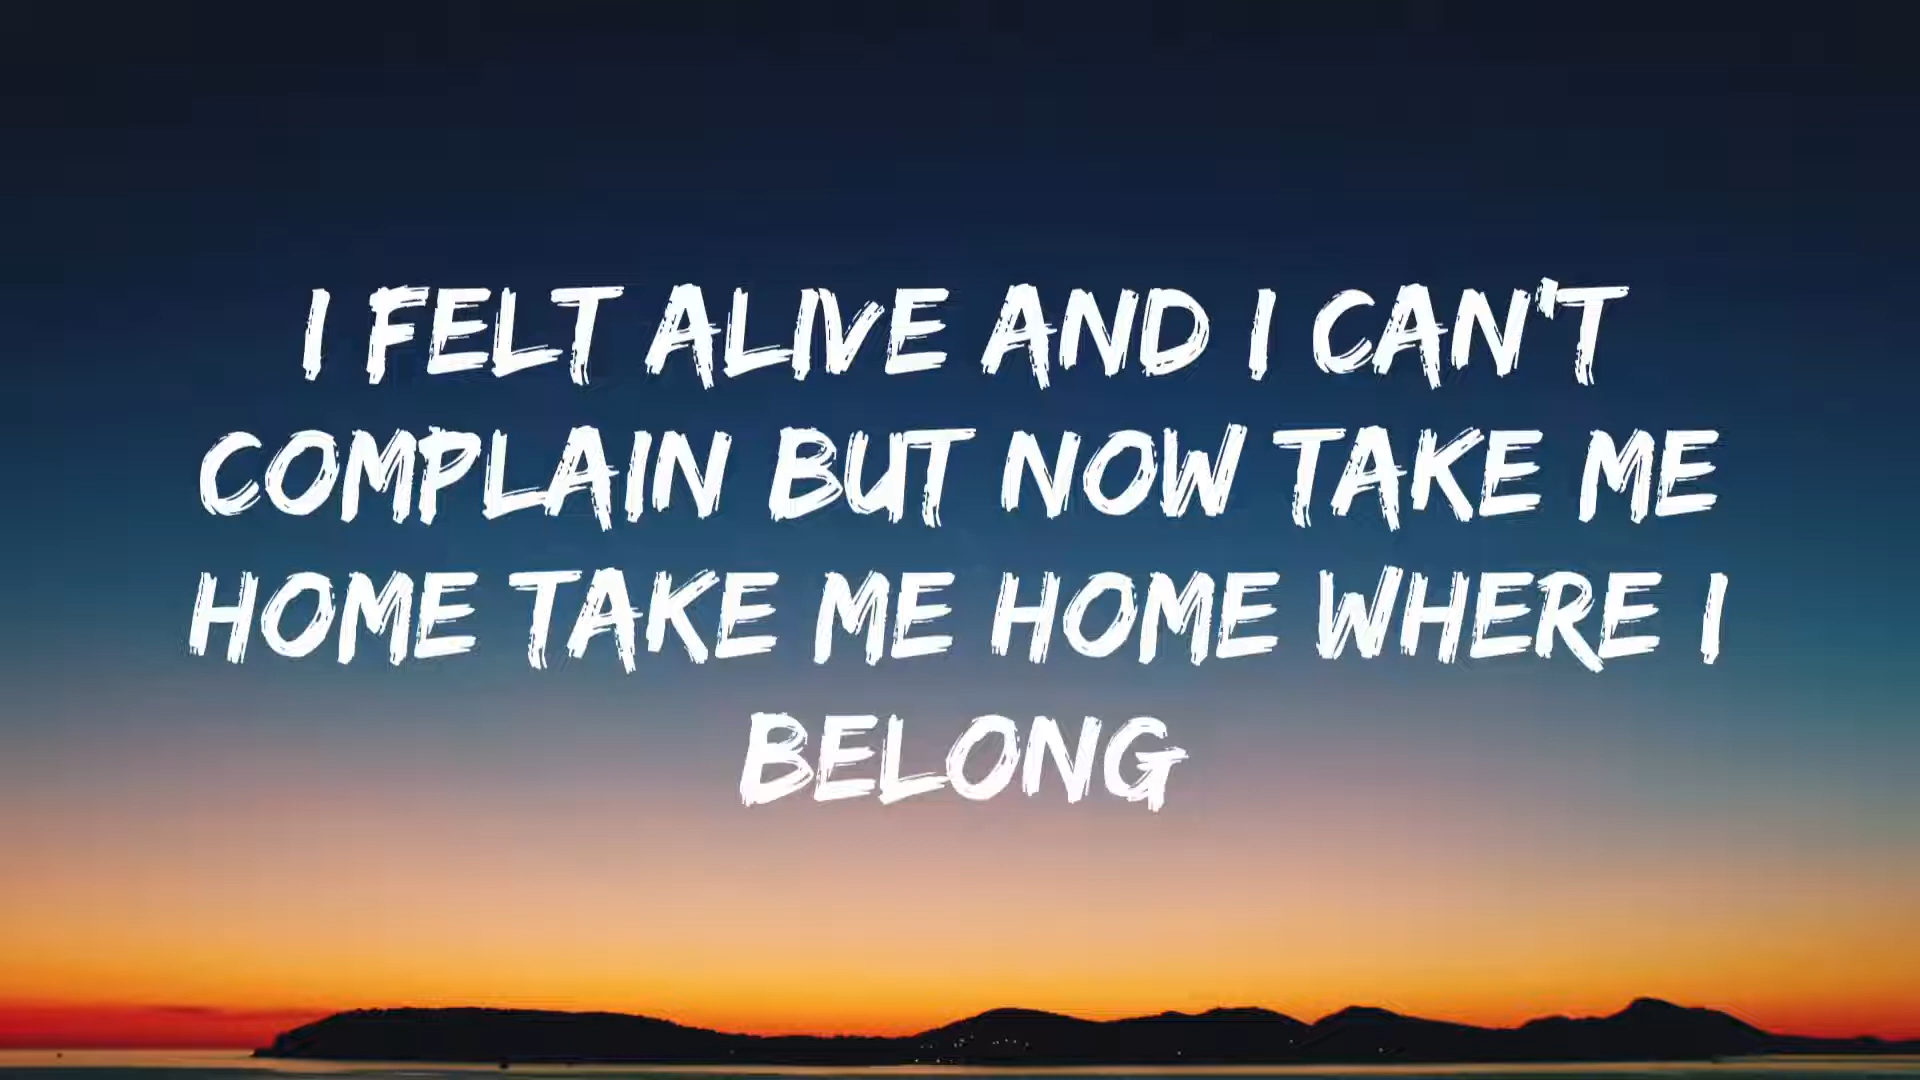 I FELT ALIVE AND I CAN'T
COMPLAIN BUT NOW TAKE ME
HOME TAKE ME HOME WHERE I
BELONG